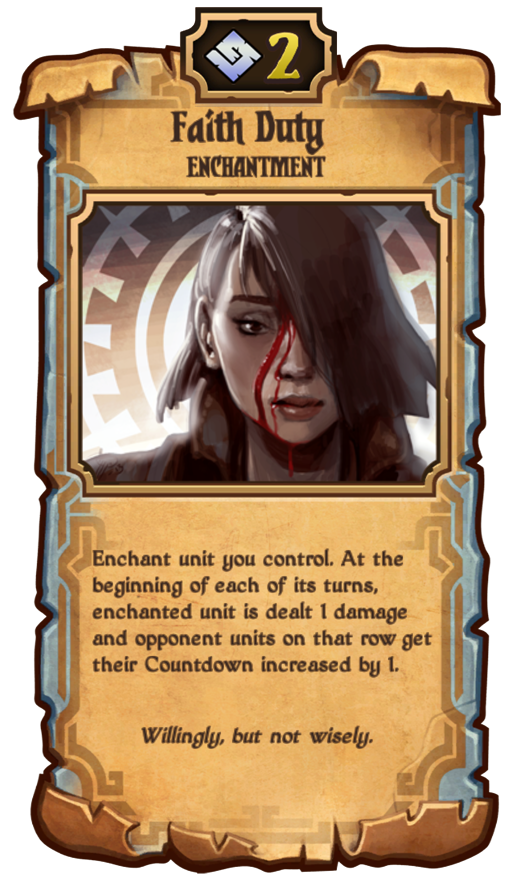 2
Faith Duty
ENCHANTMENT
Enchant unit you control. At the
beginning of each of its turns,
enchanted unit is dealt 1 damage
and opponent units on that row get
their Countdown increased by 1.
Willingly, but not wisely.